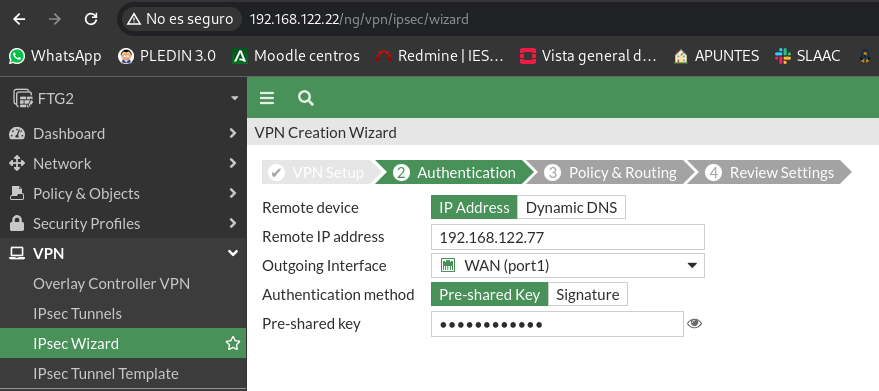 No es seguro 192.168.122.22/ng/vpn/ipsec/wizard
WhatsApp PLEDIN 3.0 Moodle centros Redmine | IES... Vista general d... APUNTES SLAAC
FTG2
Dashboard
Network
Policy & Objects
Security Profiles
VPN
Overlay Controller VPN
IPsec Tunnels
IPsec Wizard
IPsec Tunnel Template
VPN Creation Wizard
VPN Setup 2 Authentication 3 Policy & Routing 4 Review Settings
Remote device IP Address Dynamic DNS
Remote IP address 192.168.122.77
Outgoing Interface WAN (port1)
Authentication method Pre-shared Key Signature
Pre-shared key ••••••••••••